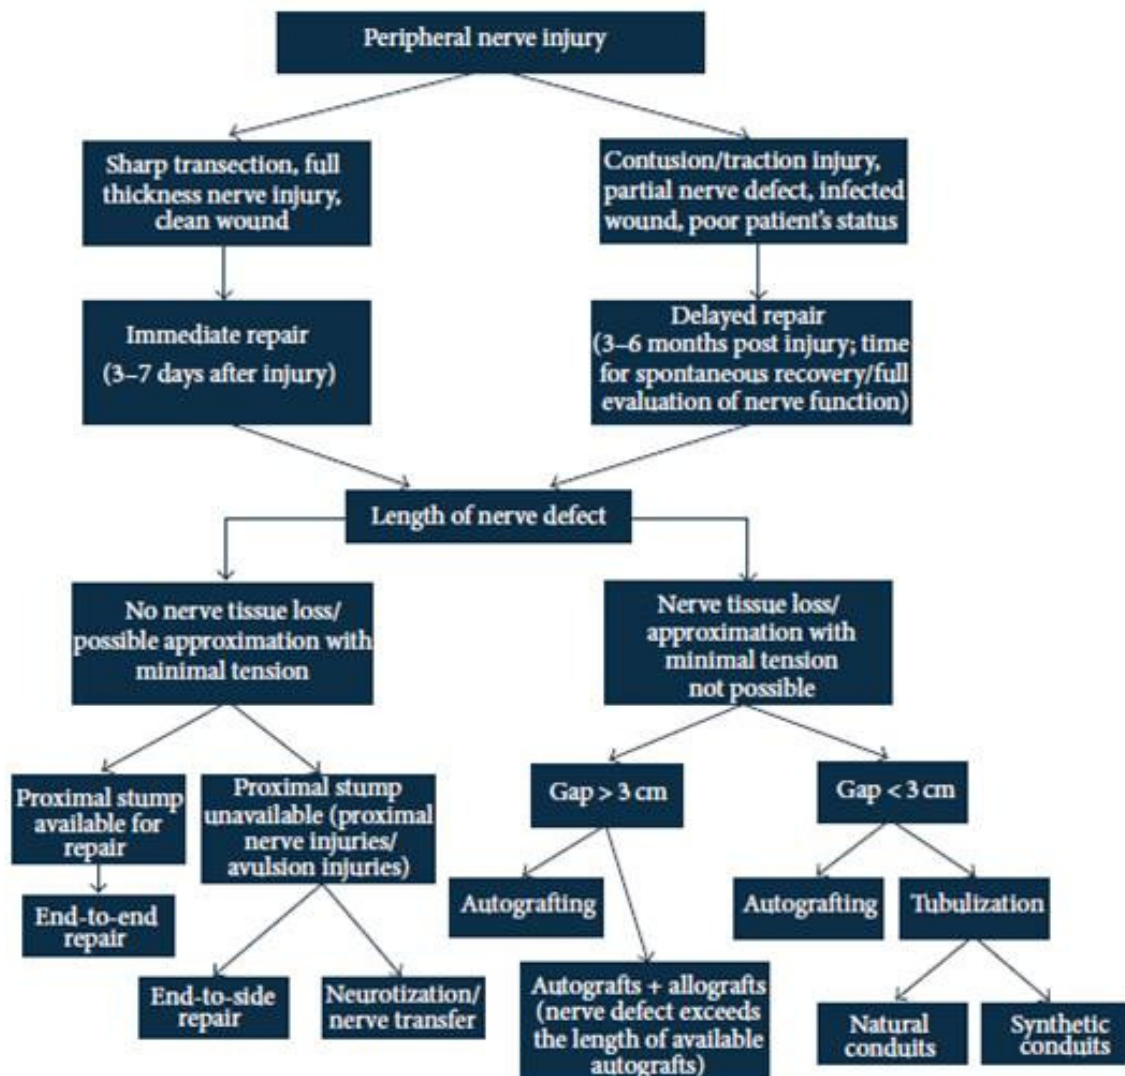 Peripheral nerve injury
Sharp transection, full
thickness nerve injury,
clean wound
Contusion/traction injury,
partial nerve defect, infected
wound, poor patient's status
Immediate repair
(3–7 days after injury)
Delayed repair
(3–6 months post injury; time
for spontaneous recovery/full
evaluation of nerve function)
Length of nerve defect
No nerve tissue loss/
possible approximation with
minimal tension
Nerve tissue loss/
approximation with
minimal tension
not possible
Proximal stump
available for
repair
Proximal stump
unavailable (proximal
nerve injuries/
avulsion injuries)
Gap > 3 cm
Gap < 3 cm
End-to-end
repair
Autografting
Autografting
Tubulization
End-to-side
repair
Neurotization/
nerve transfer
Autografts + allografts
(nerve defect exceeds
the length of available
autografts)
Natural
conduits
Synthetic
conduits